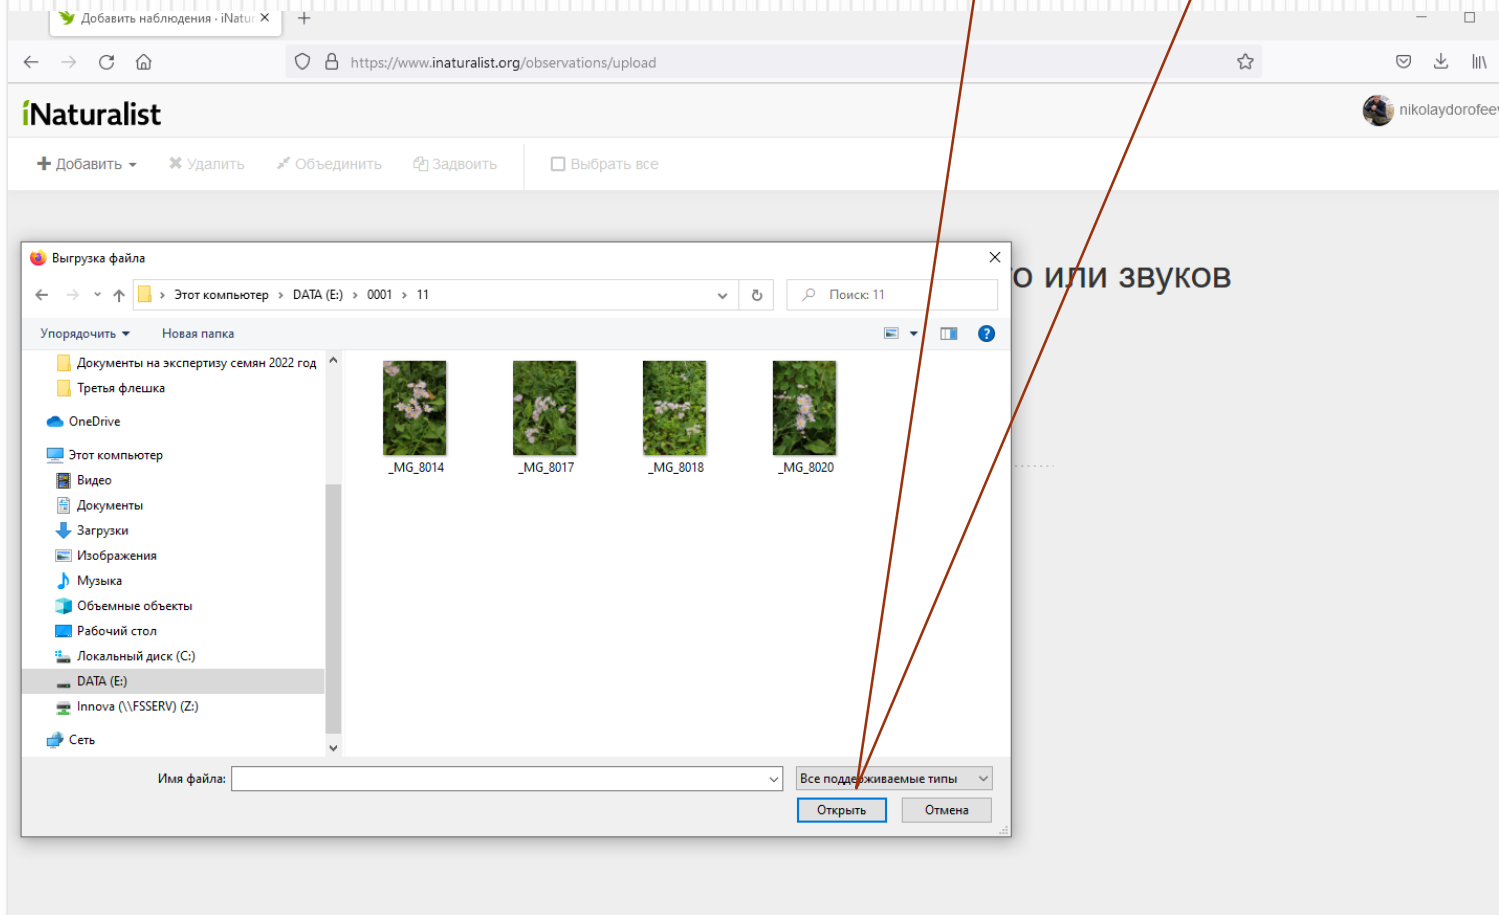 Добавить наблюдения · iNatur
https://www.inaturalist.org/observations/upload
iNaturalist
nikolaydorofeev
Добавить Удалить Объединить Задвоить Выбрать все
о или звуков
Выгрузка файла
Этот компьютер › DATA (E:) › 0001 › 11
Поиск: 11
Упорядочить Новая папка
Документы на экспертизу семян 2022 год
Третья флешка
OneDrive
Этот компьютер
Видео
Документы
Загрузки
Изображения
Музыка
Объемные объекты
Рабочий стол
Локальный диск (C:)
DATA (E:)
Innova (\\FSSERV) (Z:)
Сеть
_MG_8014 _MG_8017 _MG_8018 _MG_8020
Имя файла:
Все поддерживаемые типы
Открыть Отмена